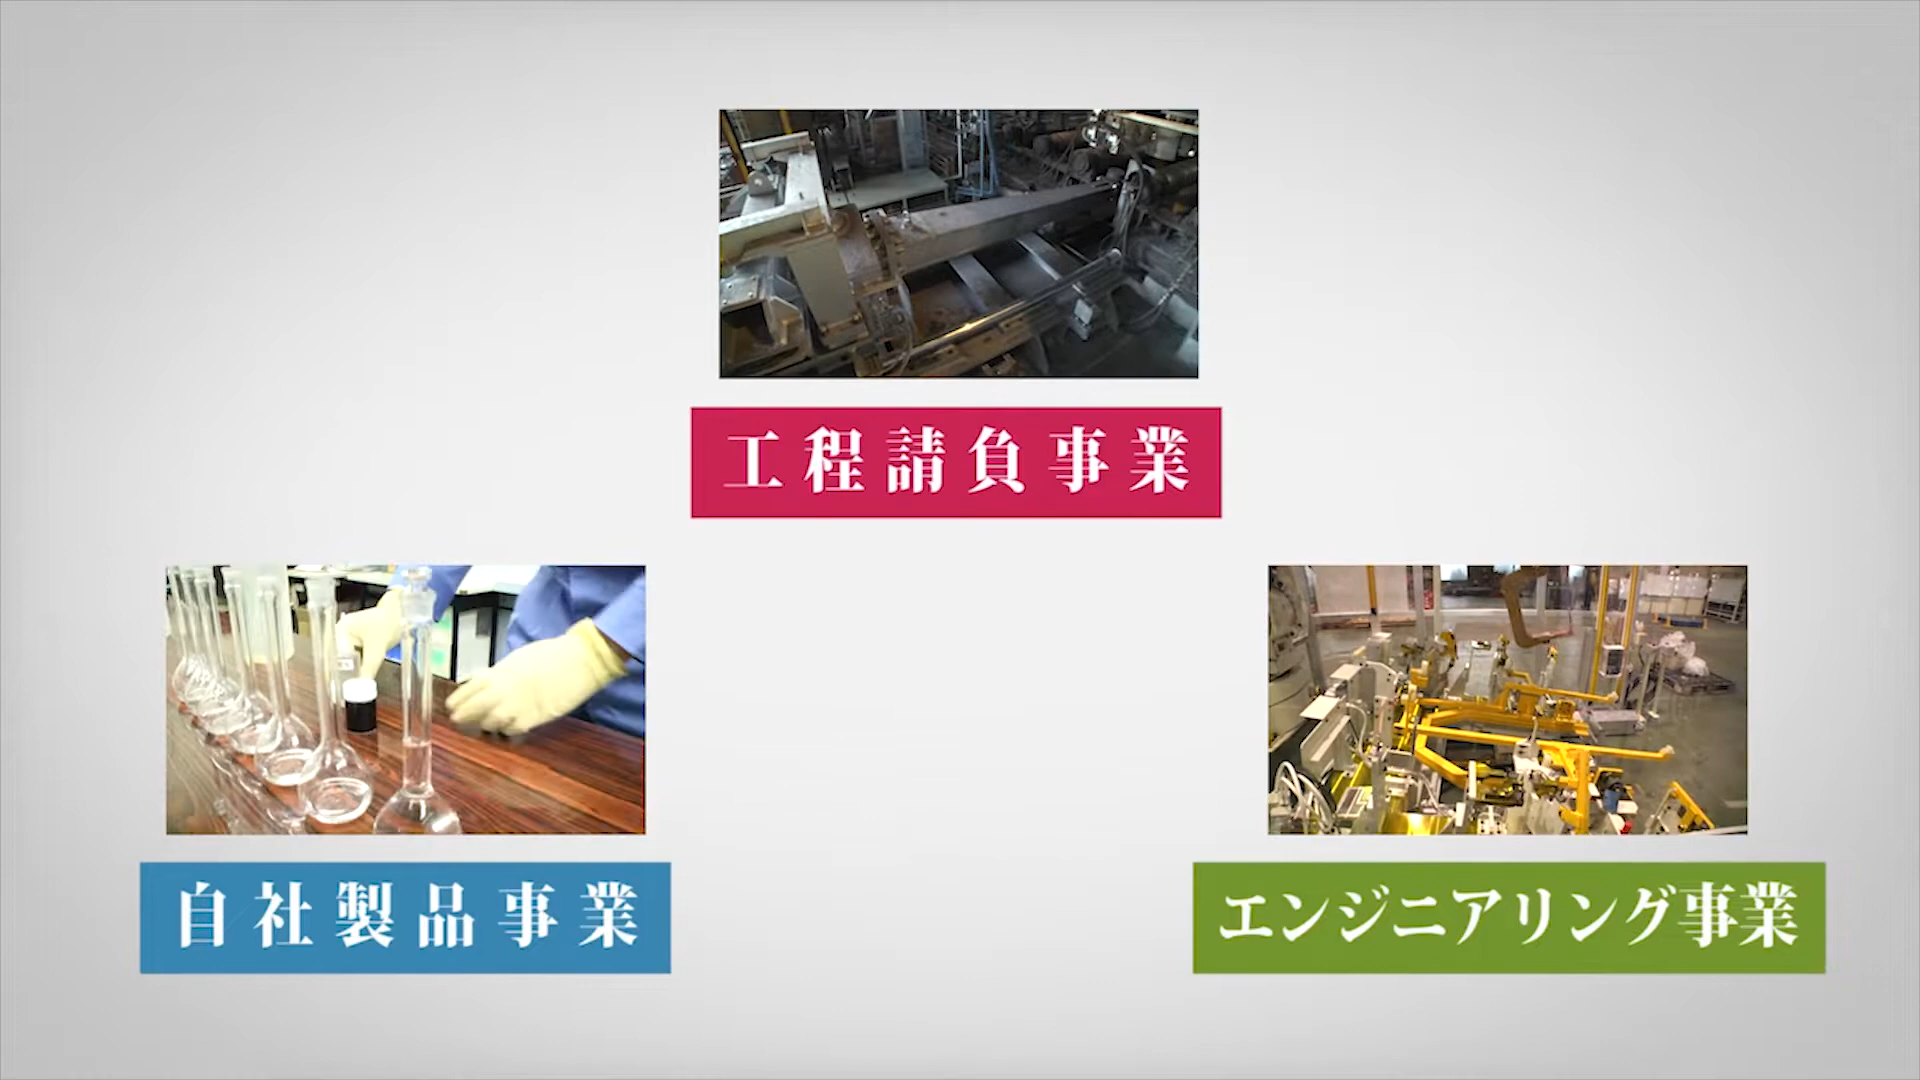 工程請負事業
自社製品事業
エンジニアリング事業